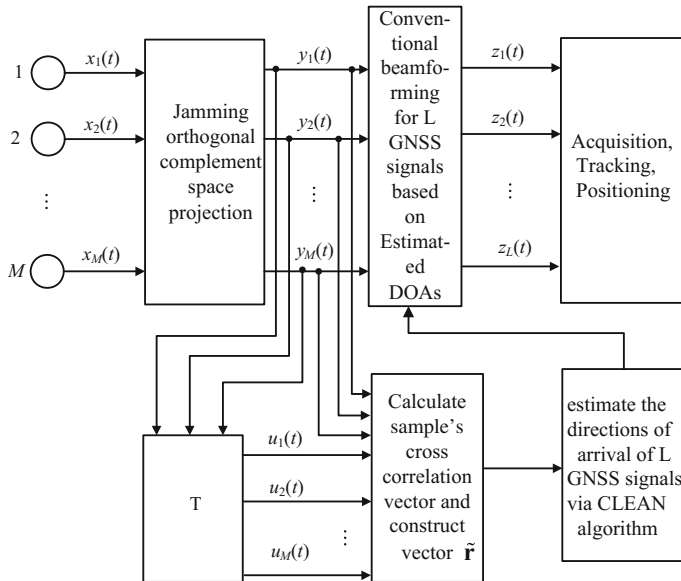 1
x1(t)
2
x2(t)
⋮
M
xM(t)
Jamming
orthogonal
complement
space
projection
y1(t)
y2(t)
⋮
yM(t)
Conven-
tional
beamfo-
rming
for L
GNSS
signals
based
on
Estimat-
ed
DOAs
z1(t)
z2(t)
⋮
zL(t)
Acquisition,
Tracking,
Positioning
T
u1(t)
u2(t)
⋮
uM(t)
Calculate
sample's
cross
correlation
vector and
construct
vector r̃
estimate the
directions of
arrival of L
GNSS signals
via CLEAN
algorithm